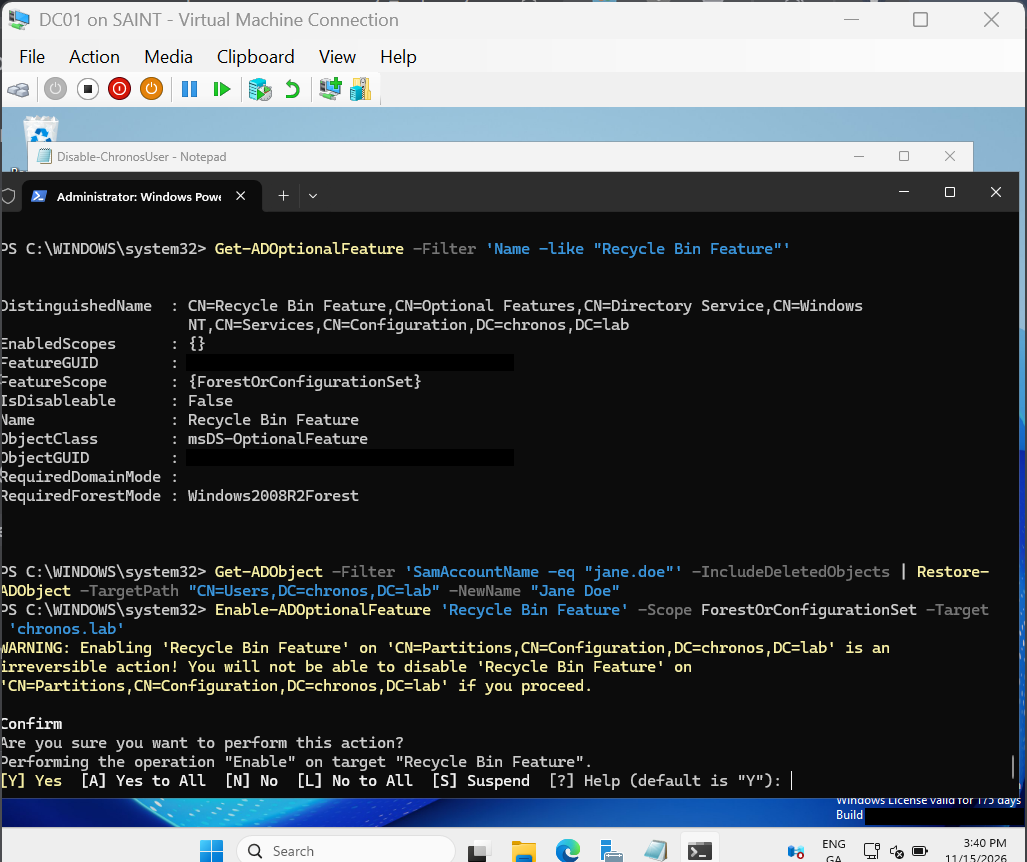 DC01 on SAINT - Virtual Machine Connection
File Action Media Clipboard View Help
Disable-ChronosUser - Notepad
Administrator: Windows Powe
PS C:\WINDOWS\system32> Get-ADOptionalFeature -Filter 'Name -like "Recycle Bin Feature"'
DistinguishedName : CN=Recycle Bin Feature,CN=Optional Features,CN=Directory Service,CN=Windows
NT,CN=Services,CN=Configuration,DC=chronos,DC=lab
EnabledScopes : {}
FeatureGUID :
FeatureScope : {ForestOrConfigurationSet}
IsDisableable : False
Name : Recycle Bin Feature
ObjectClass : msDS-OptionalFeature
ObjectGUID :
RequiredDomainMode :
RequiredForestMode : Windows2008R2Forest
PS C:\WINDOWS\system32> Get-ADObject -Filter 'SamAccountName -eq "jane.doe"' -IncludeDeletedObjects | Restore-
ADObject -TargetPath "CN=Users,DC=chronos,DC=lab" -NewName "Jane Doe"
PS C:\WINDOWS\system32> Enable-ADOptionalFeature 'Recycle Bin Feature' -Scope ForestOrConfigurationSet -Target
'chronos.lab'
WARNING: Enabling 'Recycle Bin Feature' on 'CN=Partitions,CN=Configuration,DC=chronos,DC=lab' is an
irreversible action! You will not be able to disable 'Recycle Bin Feature' on
'CN=Partitions,CN=Configuration,DC=chronos,DC=lab' if you proceed.
Confirm
Are you sure you want to perform this action?
Performing the operation "Enable" on target "Recycle Bin Feature".
[Y] Yes [A] Yes to All [N] No [L] No to All [S] Suspend [?] Help (default is "Y"):
Windows License valid for 175 days
Build
Search
ENG
GA
3:40 PM
11/15/2026